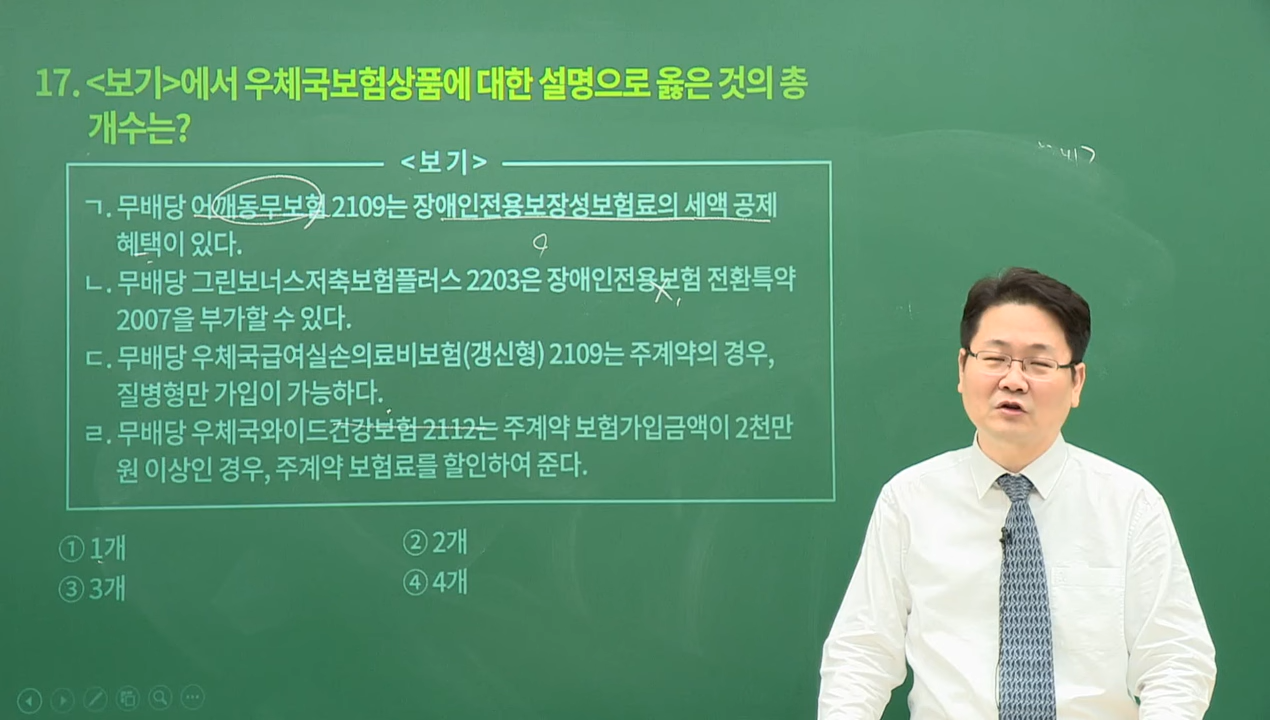 17. <보기>에서 우체국보험상품에 대한 설명으로 옳은 것의 총
개수는?
<보 기>
ㄱ. 무배당 어깨동무보험 2109는 장애인전용보장성보험료의 세액 공제
혜택이 있다.
ㄴ. 무배당 그린보너스저축보험플러스 2203은 장애인전용보험 전환특약
2007을 부가할 수 있다.
ㄷ. 무배당 우체국급여실손의료비보험(갱신형) 2109는 주계약의 경우,
질병형만 가입이 가능하다.
ㄹ. 무배당 우체국와이드건강보험 2112는 주계약 보험가입금액이 2천만
원 이상인 경우, 주계약 보험료를 할인하여 준다.
① 1개
② 2개
③ 3개
④ 4개